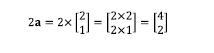 2𝐚 = 2 × [2 1] = [2×2 2×1] = [4 2]